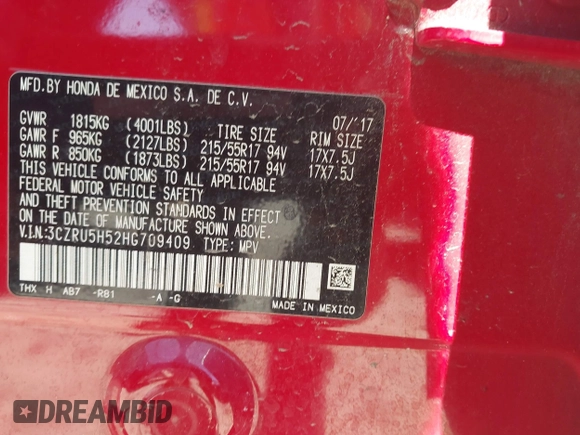 MFD.BY HONDA DE MEXICO S.A. DE C.V.
07/'17
GVWR 1815KG (4001LBS) TIRE SIZE RIM SIZE
GAWR F 965KG (2127LBS) 215/55R17 94V 17X7.5J
GAWR R 850KG (1873LBS) 215/55R17 94V 17X7.5J
THIS VEHICLE CONFORMS TO ALL APPLICABLE
FEDERAL MOTOR VEHICLE SAFETY
AND THEFT PREVENTION STANDARDS IN EFFECT
ON THE DATE OF MANUFACTURE SHOWN ABOVE.
V.I.N:3CZRU5H52HG709409 TYPE: MPV
THX H AB7 -R81 -A -G
MADE IN MEXICO
DREAMBID